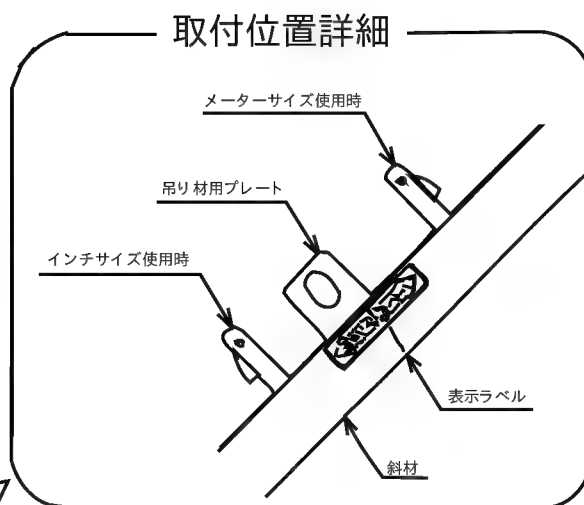 取付位置詳細
メーターサイズ使用時
吊り材用プレート
インチサイズ使用時
表示ラベル
斜材